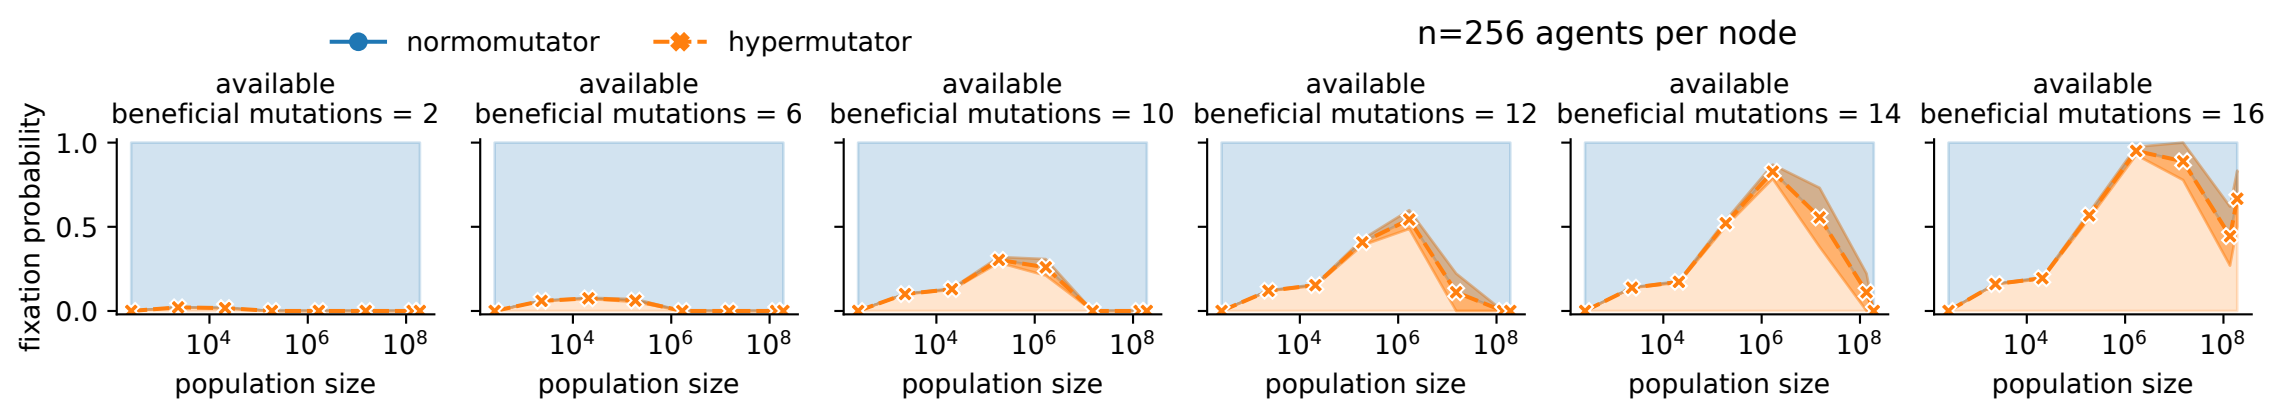 normomutator hypermutator
n=256 agents per node
available
beneficial mutations = 2
available
beneficial mutations = 6
available
beneficial mutations = 10
available
beneficial mutations = 12
available
beneficial mutations = 14
available
beneficial mutations = 16
fixation probability
1.0
0.5
0.0
10⁴ 10⁶ 10⁸
population size
10⁴ 10⁶ 10⁸
population size
10⁴ 10⁶ 10⁸
population size
10⁴ 10⁶ 10⁸
population size
10⁴ 10⁶ 10⁸
population size
10⁴ 10⁶ 10⁸
population size